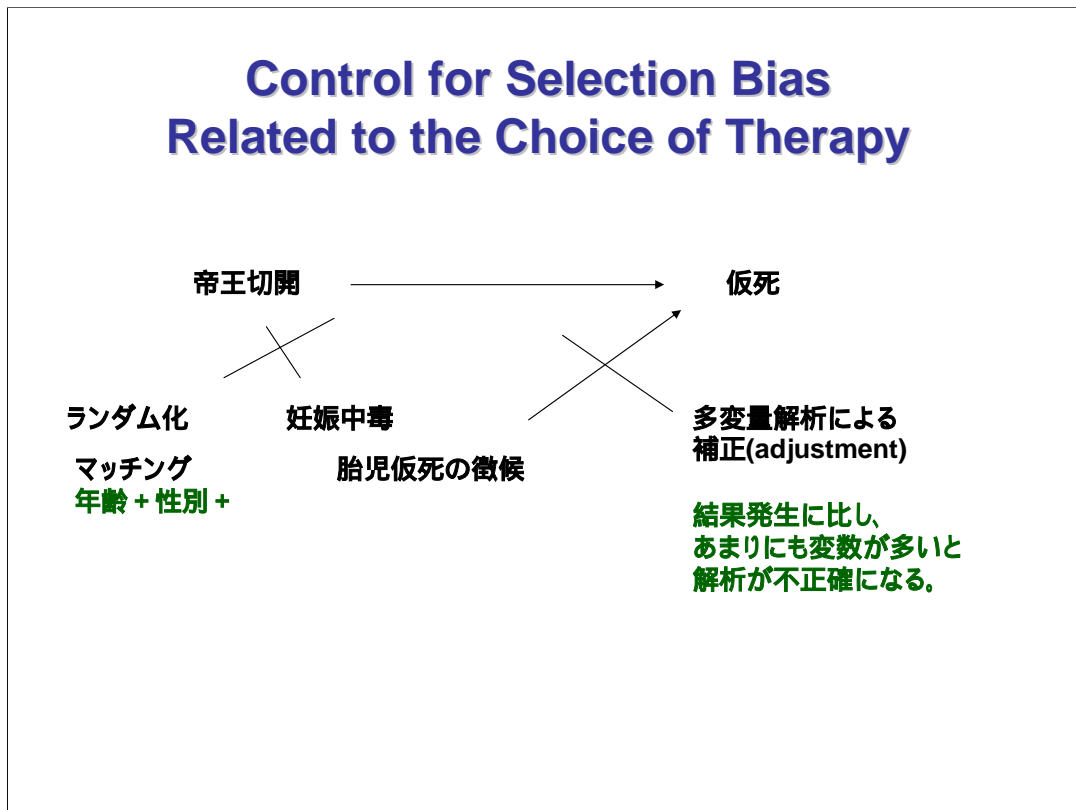 Control for Selection Bias
Related to the Choice of Therapy
帝王切開
仮死
ランダム化
妊娠中毒
マッチング
胎児仮死の徴候
年齢 + 性別 +
多変量解析による
補正(adjustment)
結果発生に比し、
あまりにも変数が多いと
解析が不正確になる。